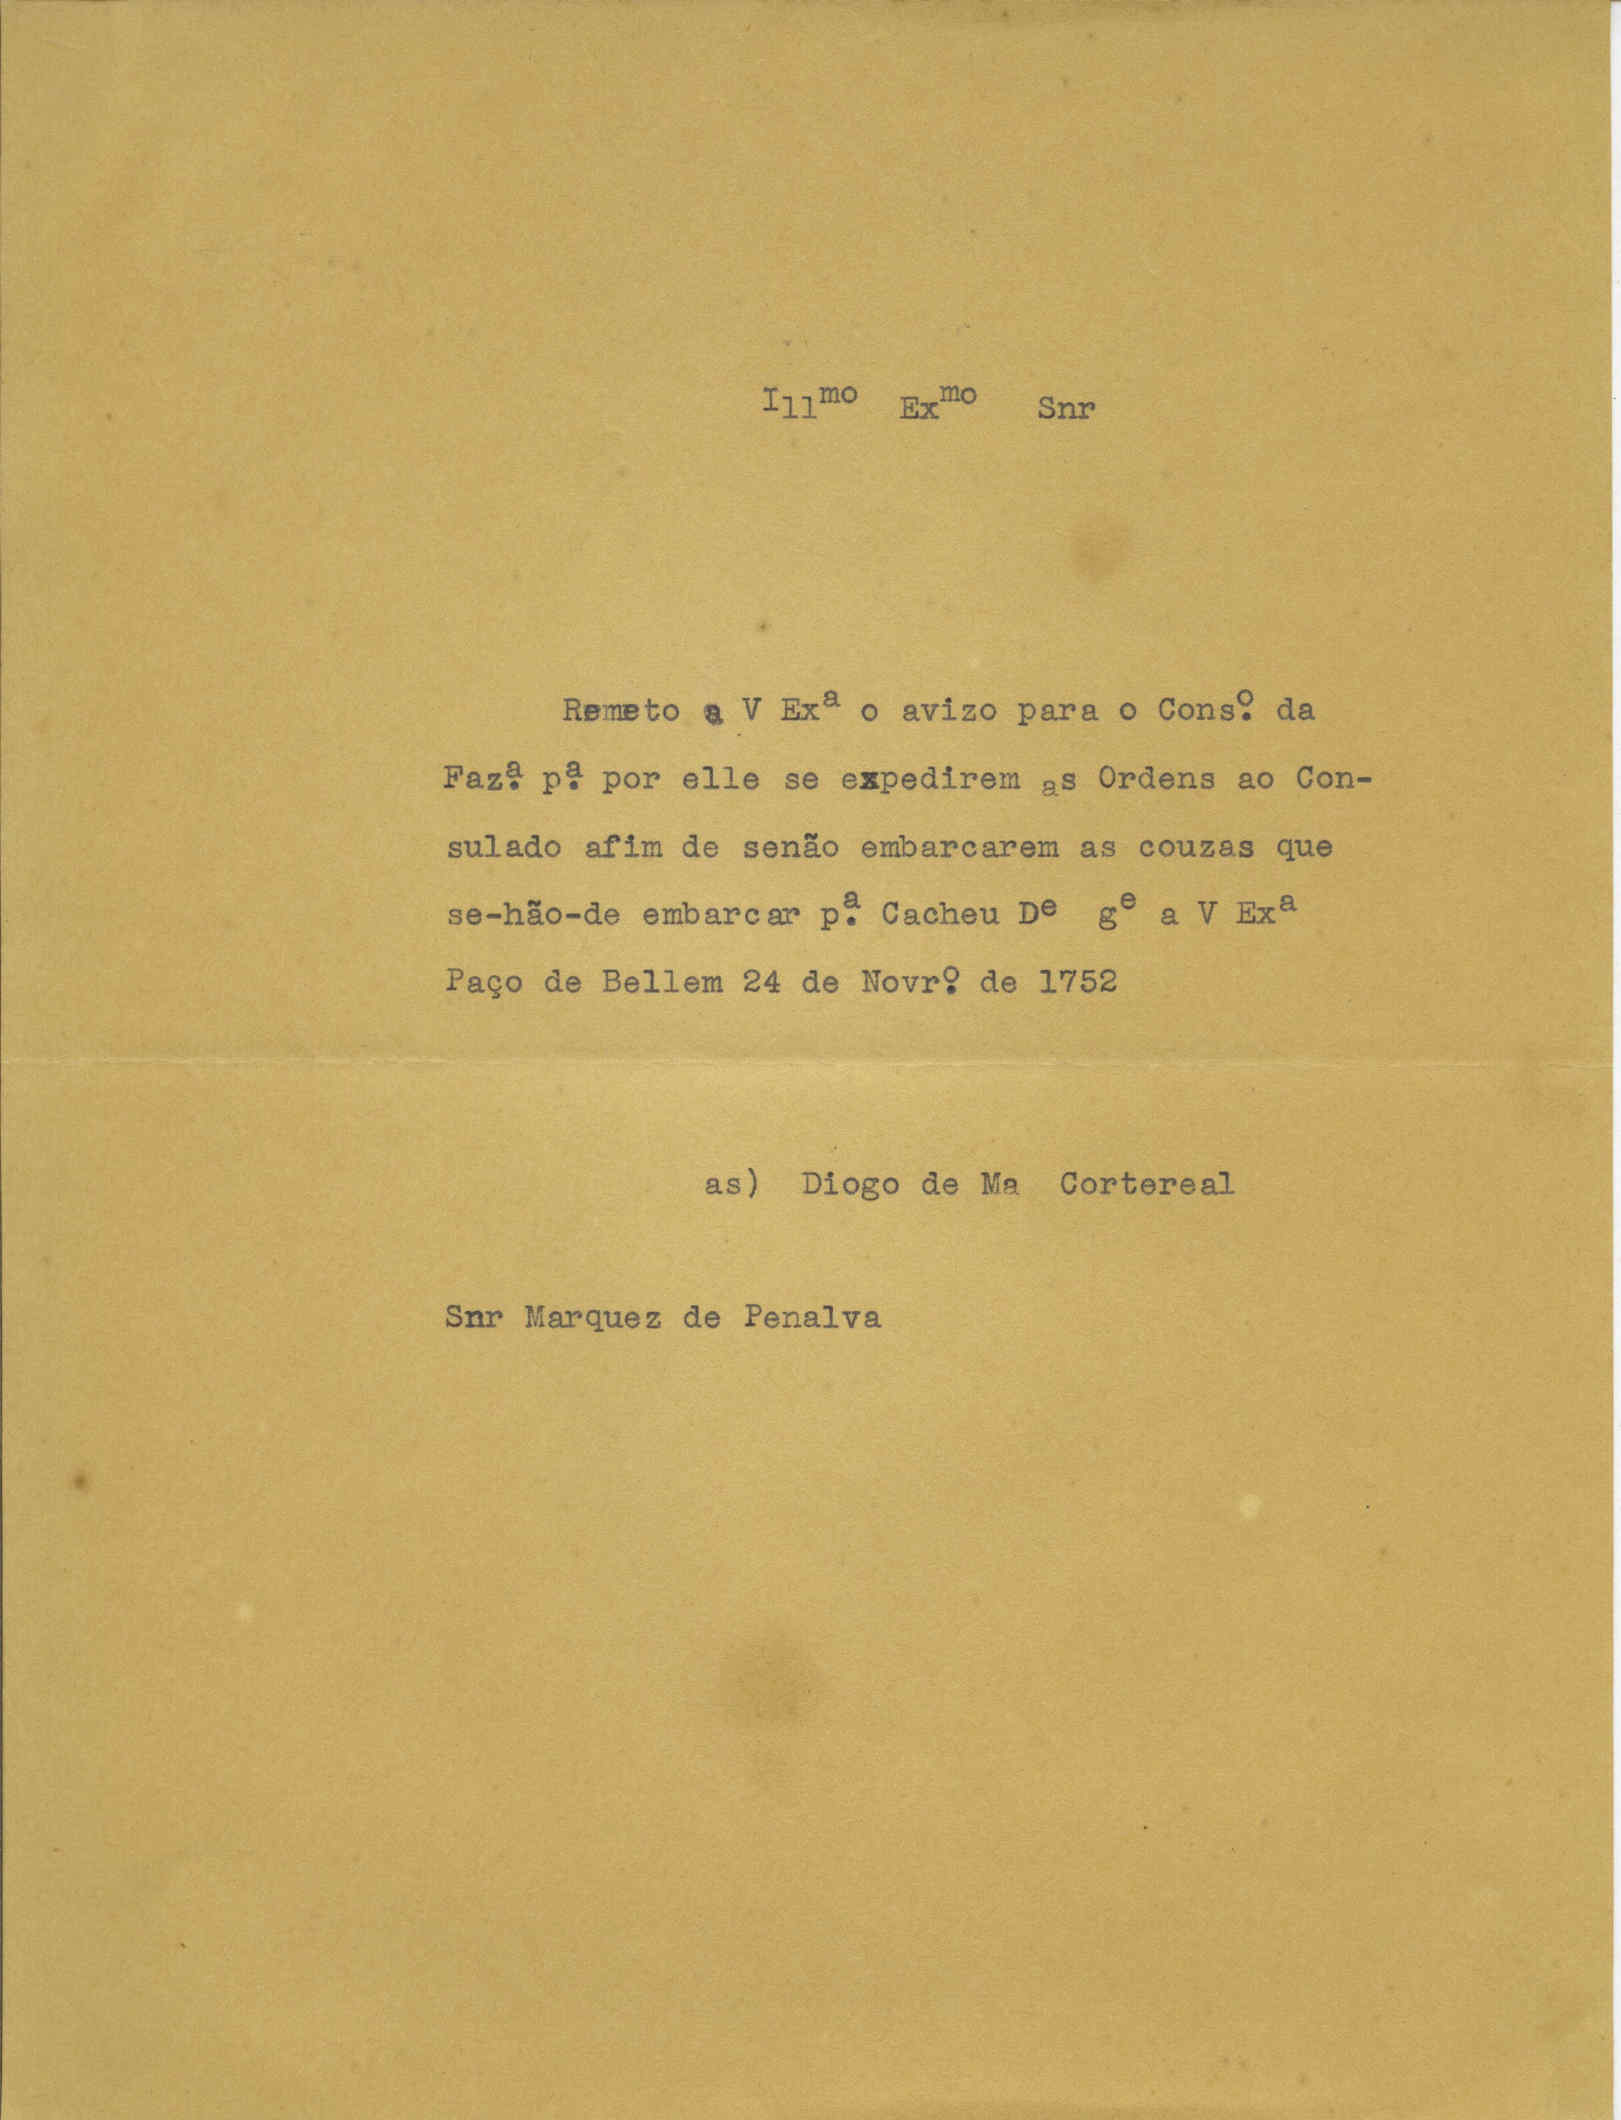 Illmo Exmo Snr
Remeto a V Exª o avizo para o Consº. da
Fazª. pª. por elle se expedirem as Ordens ao Con-
sulado afim de senão embarcarem as couzas que
se-hão-de embarcar pª. Cacheu De ge a V Exª
Paço de Bellem 24 de Novrº. de 1752
as) Diogo de Ma Cortereal
Snr Marquez de Penalva